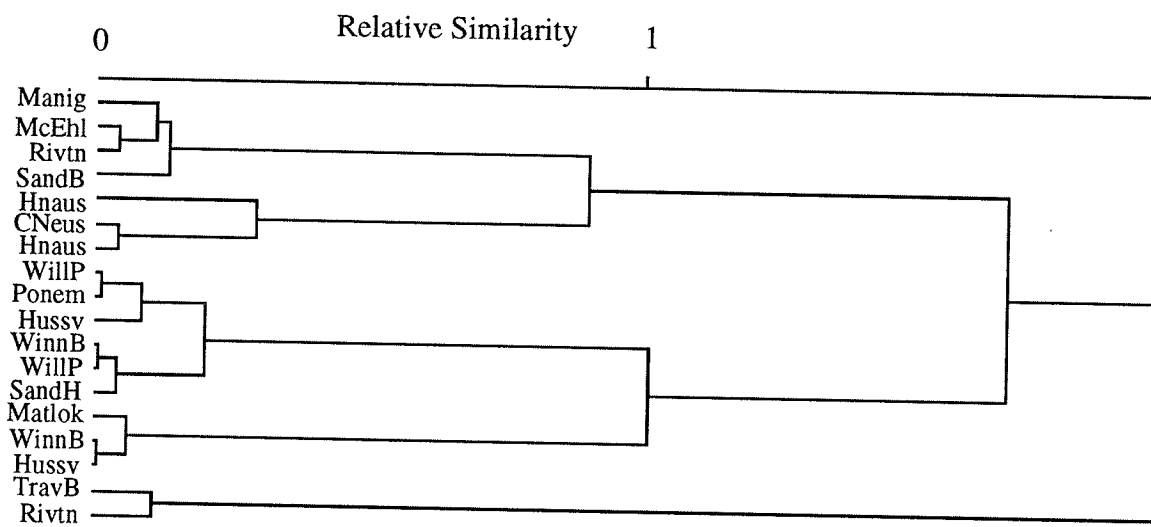 Relative Similarity
0 1
Manig
McEhl
Rivtn
SandB
Hnaus
CNeus
Hnaus
WillP
Ponem
Hussv
WinnB
WillP
SandH
Matlok
WinnB
Hussv
TravB
Rivtn